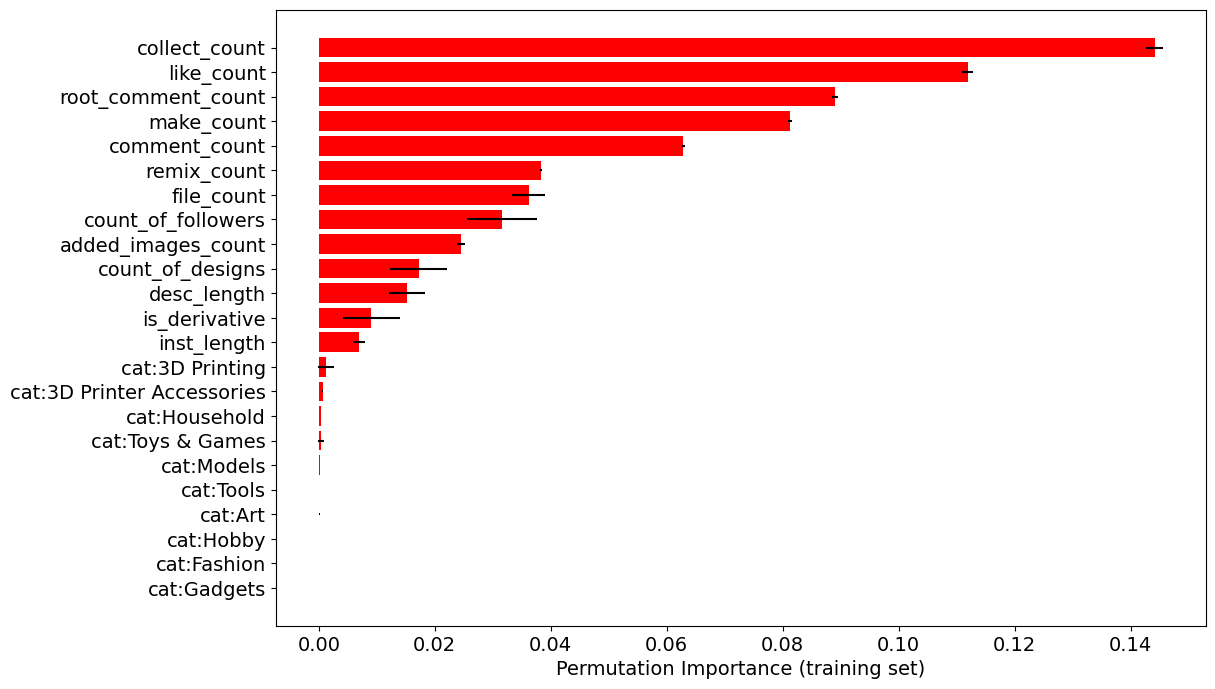 collect_count
like_count
root_comment_count
make_count
comment_count
remix_count
file_count
count_of_followers
added_images_count
count_of_designs
desc_length
is_derivative
inst_length
cat:3D Printing
cat:3D Printer Accessories
cat:Household
cat:Toys & Games
cat:Models
cat:Tools
cat:Art
cat:Hobby
cat:Fashion
cat:Gadgets
0.00 0.02 0.04 0.06 0.08 0.10 0.12 0.14
Permutation Importance (training set)